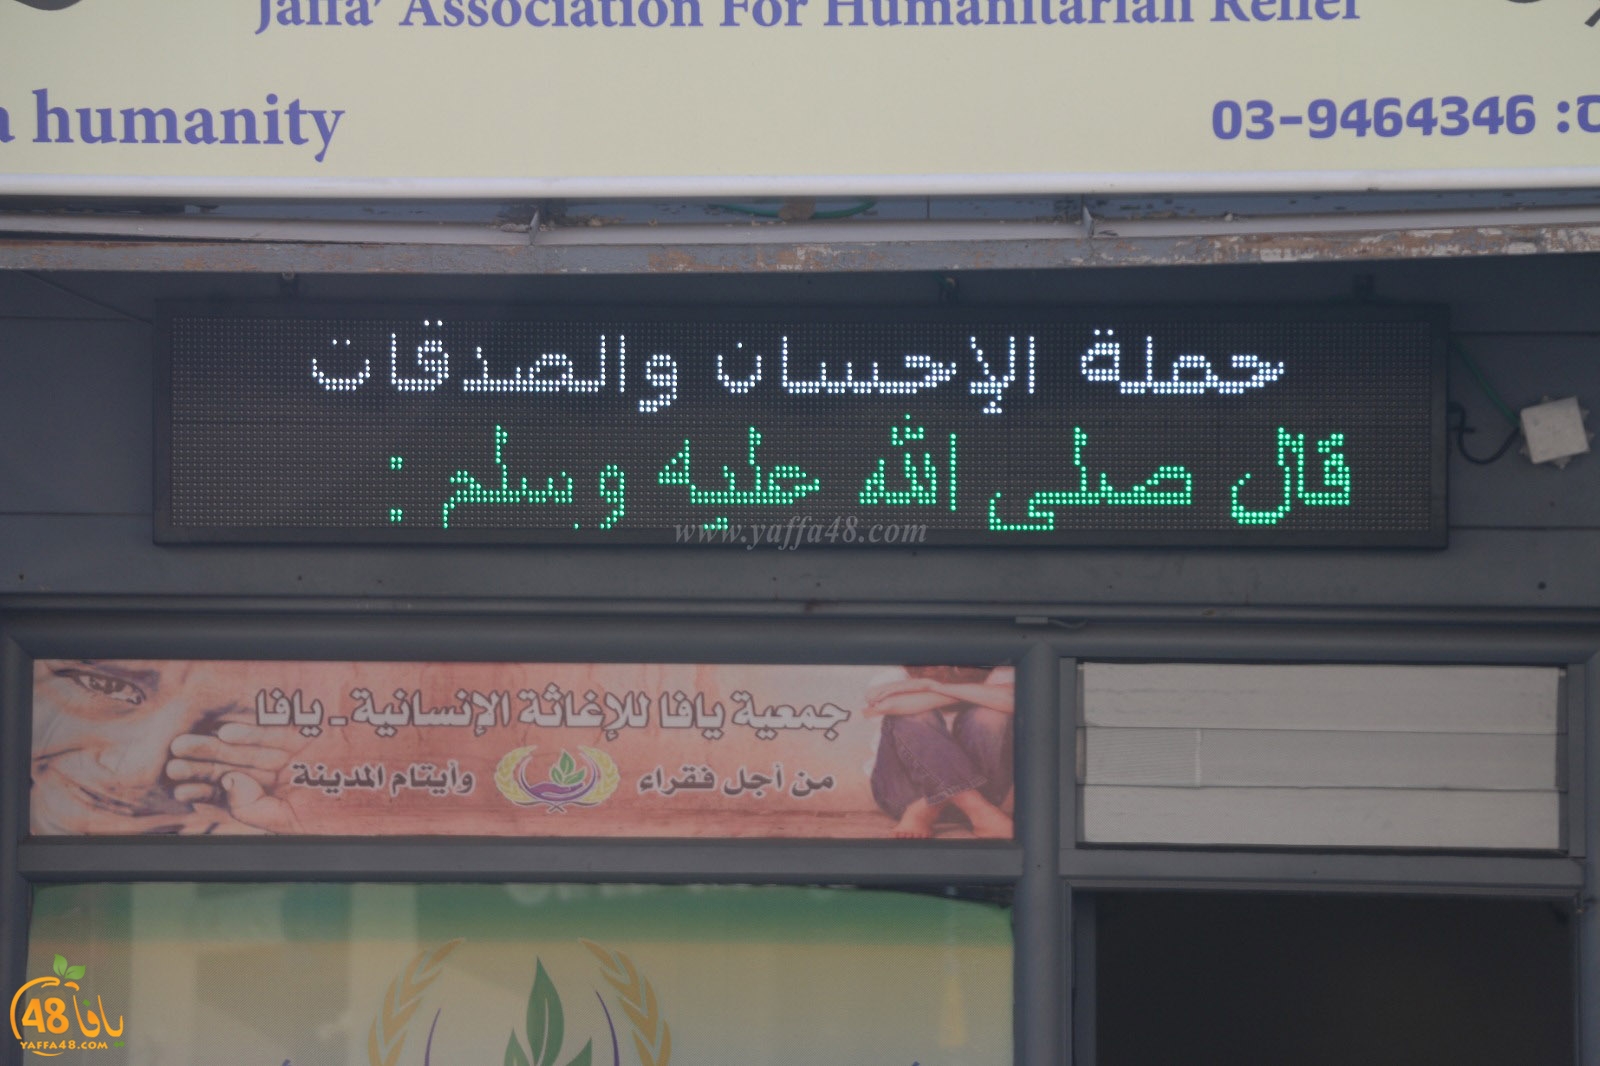 Jaffa' Association For Humanitarian Relief
humanity
03-9464346
حملة الإحسان والصدقات
قال صلى الله عليه وسلم :
www.yaffa48.com
جمعية يافا للإغاثة الإنسانية - يافا
من أجل فقراء وأيتام المدينة
يافا 48
YAFFA48.COM